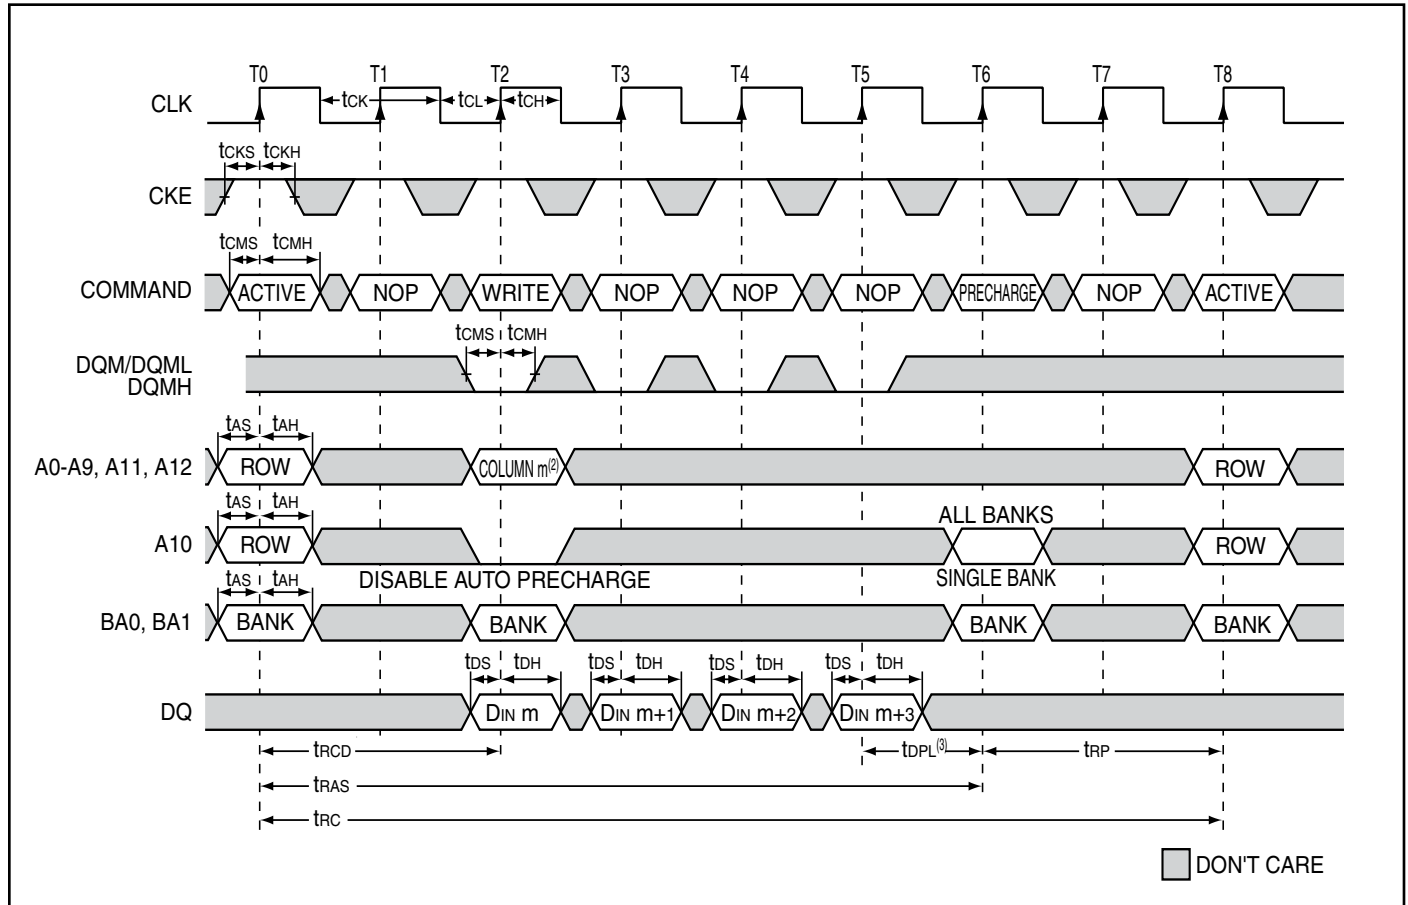 T0 T1 T2 T3 T4 T5 T6 T7 T8
CLK tCK tCL tCH
tCKS tCKH
CKE
tCMS tCMH
COMMAND ACTIVE NOP WRITE NOP NOP NOP PRECHARGE NOP ACTIVE
tCMS tCMH
DQM/DQML
DQMH
tAS tAH
A0-A9, A11, A12 ROW COLUMN m(2) ROW
tAS tAH
ALL BANKS
A10 ROW ROW
DISABLE AUTO PRECHARGE SINGLE BANK
tAS tAH
BA0, BA1 BANK BANK BANK BANK
tDS tDH tDS tDH tDS tDH tDS tDH
DQ DIN m DIN m+1 DIN m+2 DIN m+3
tRCD tDPL(3) tRP
tRAS
tRC
DON'T CARE